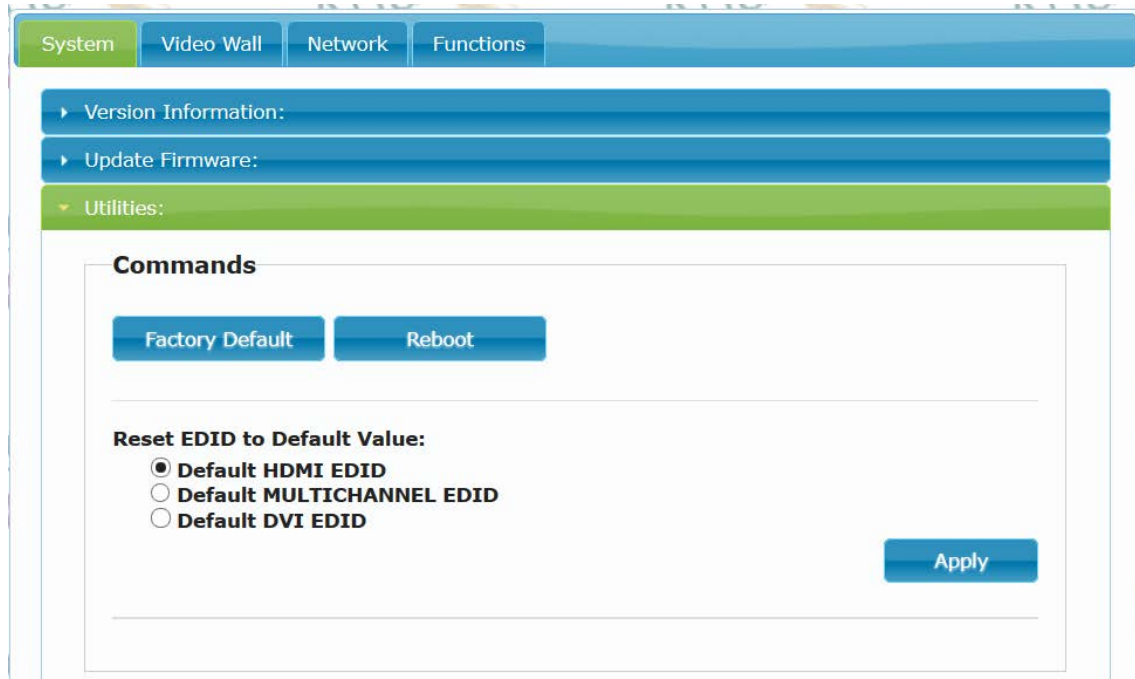 System Video Wall Network Functions
Version Information:
Update Firmware:
Utilities:
Commands
Factory Default Reboot
Reset EDID to Default Value:
Default HDMI EDID
Default MULTICHANNEL EDID
Default DVI EDID
Apply